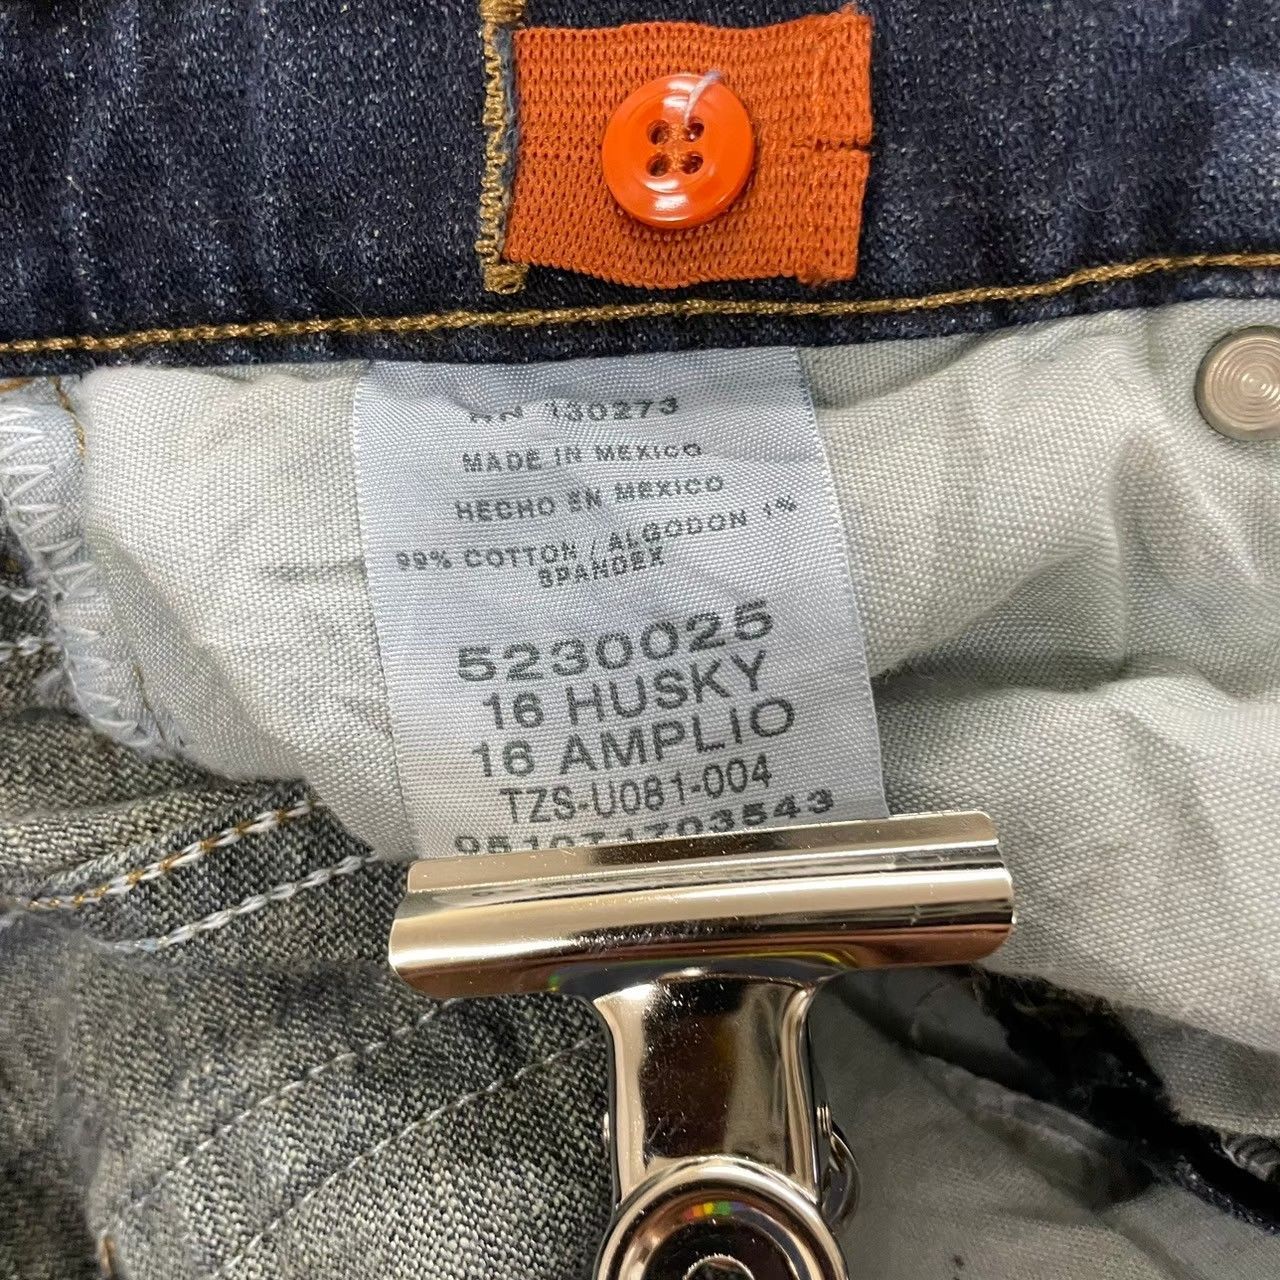 RN 130273
MADE IN MEXICO
HECHO EN MEXICO
99% COTTON / ALGODON 1%
SPANDEX
5230025
16 HUSKY
16 AMPLIO
TZS-U081-004